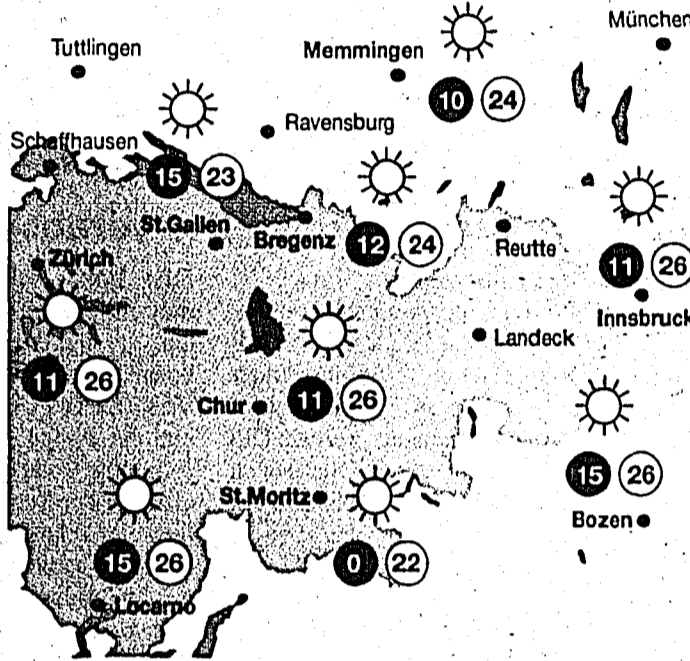 München
Tuttlingen
Memmingen
10 24
Ravensburg
Schaffhausen
15 23
St.Gallen
Bregenz
12 24
Reutte
Zürich
11 26
Innsbruck
Landeck
11 26
Chur
11 26
15 26
St.Moritz
Bozen
15 26
0 22
Locarno